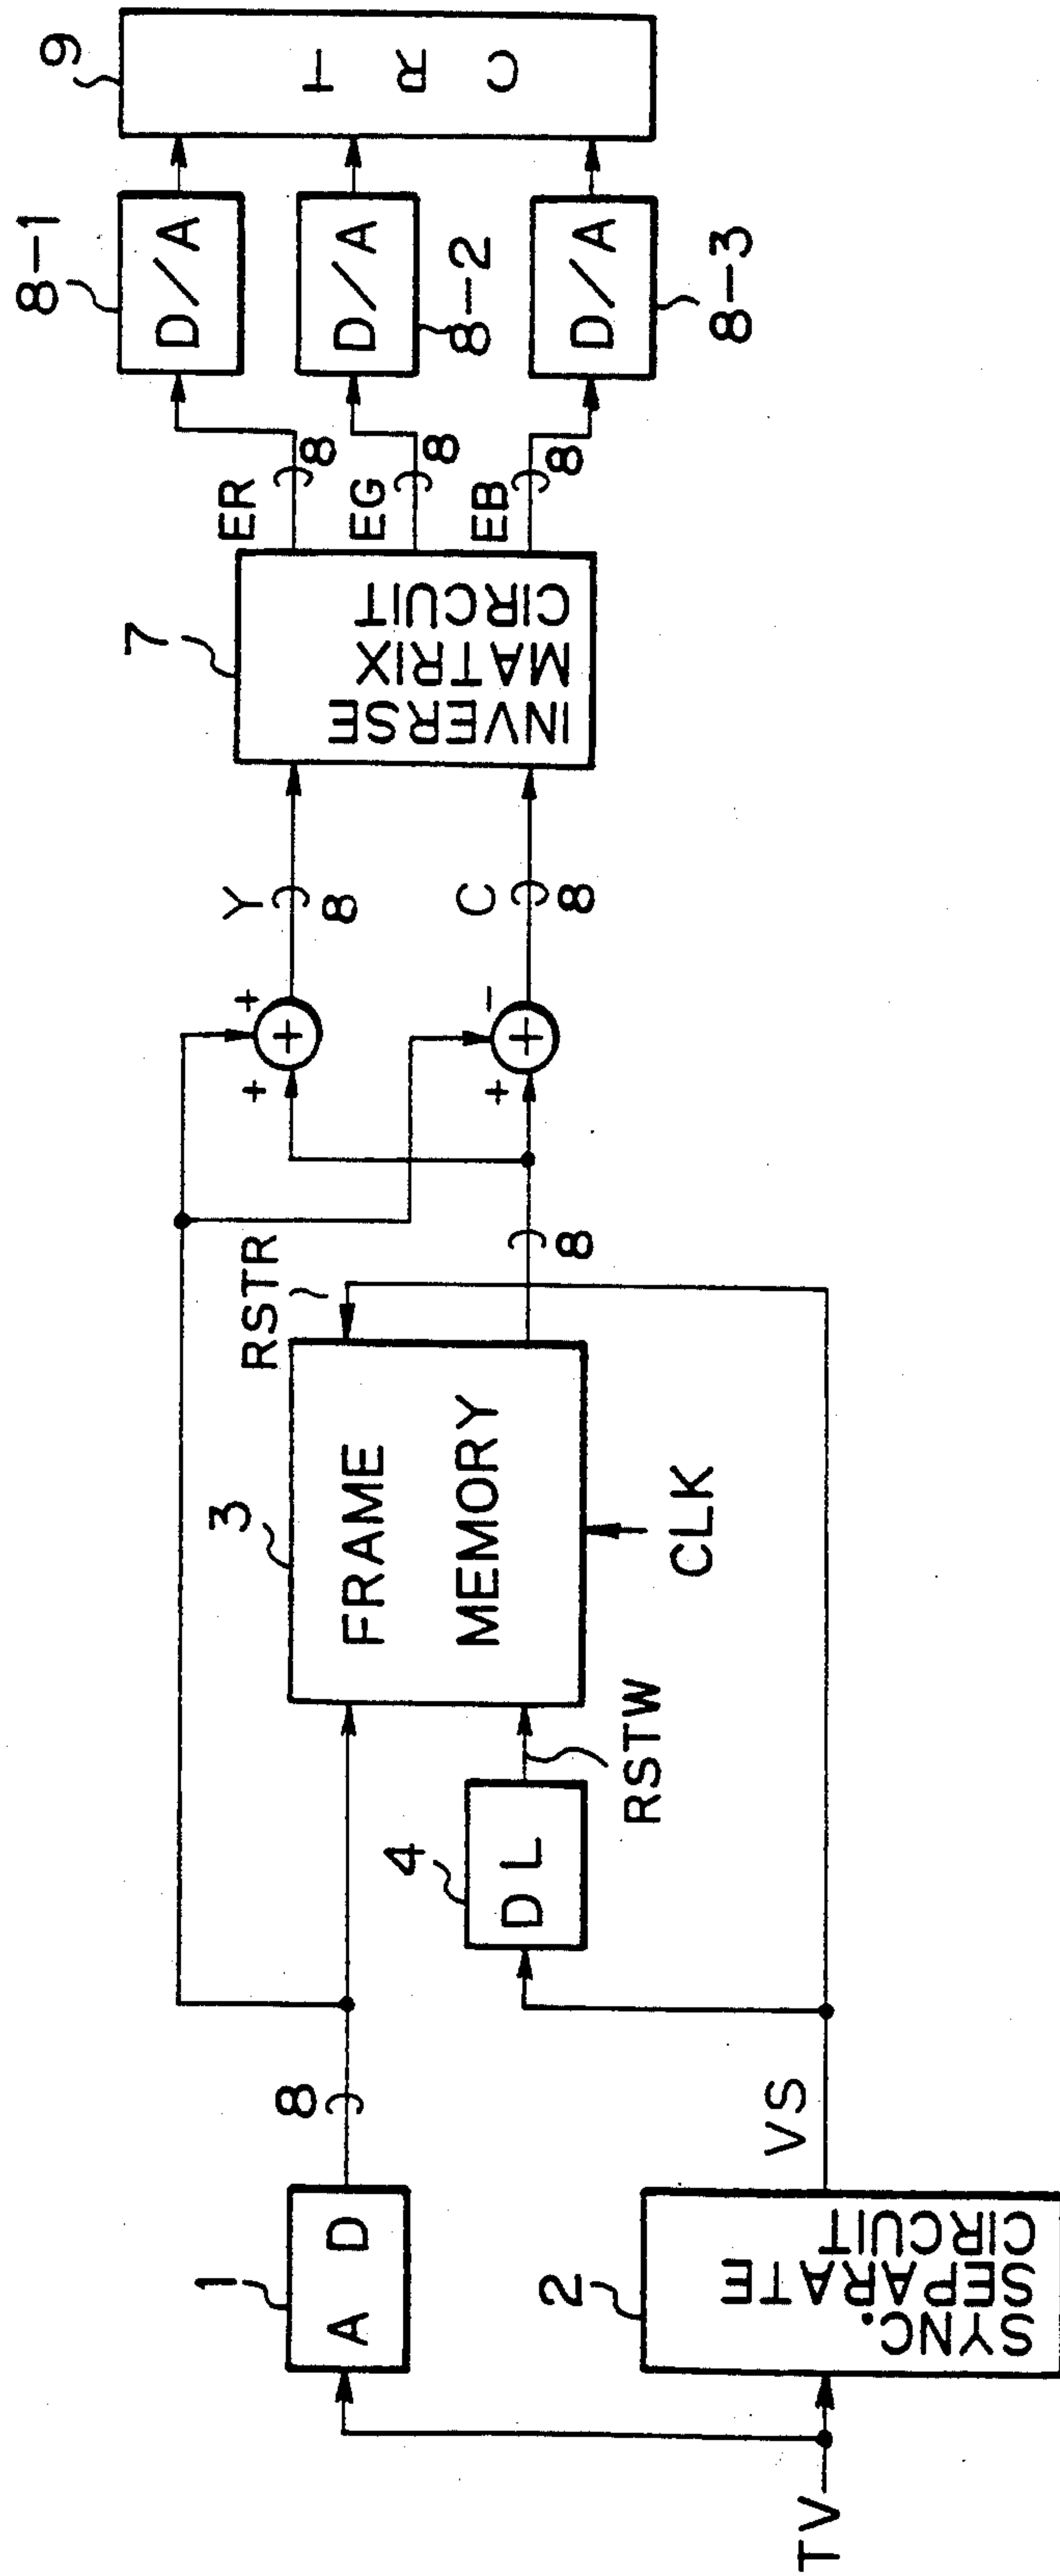 TV
1
A D
8
2
SYNC.
SEPARATE
CIRCUIT
VS
4
D L
RSTW
3
FRAME
MEMORY
CLK
RSTR
8
+
+
+
+
-
+
Y
8
C
8
7
INVERSE
MATRIX
CIRCUIT
ER
8
EG
8
EB
8
8-1
D/A
8-2
D/A
8-3
D/A
9
C R T